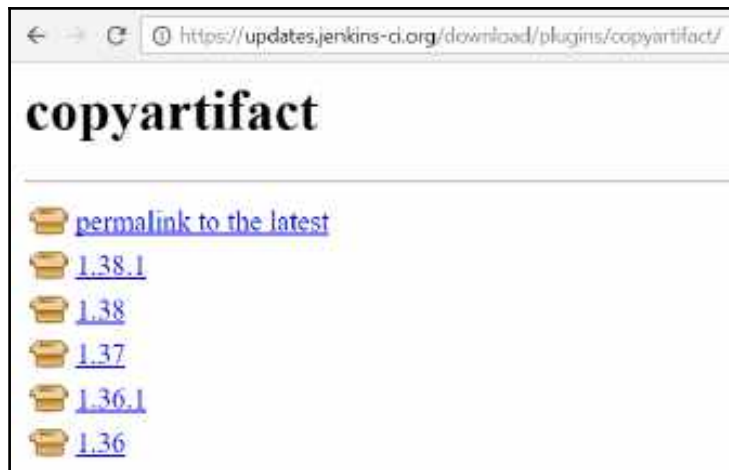 https://updates.jenkins-ci.org/download/plugins/copyartifact/
copyartifact
permalink to the latest
1.38.1
1.38
1.37
1.36.1
1.36